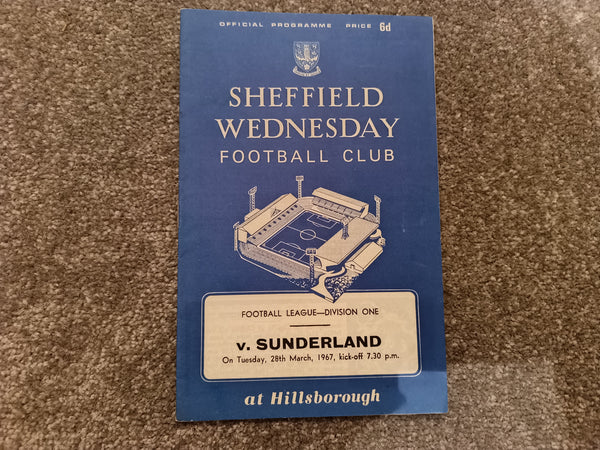 OFFICIAL PROGRAMME PRICE 6d
SHEFFIELD
WEDNESDAY
FOOTBALL CLUB
FOOTBALL LEAGUE—DIVISION ONE
v. SUNDERLAND
On Tuesday, 28th March, 1967, kick-off 7.30 p.m.
at Hillsborough